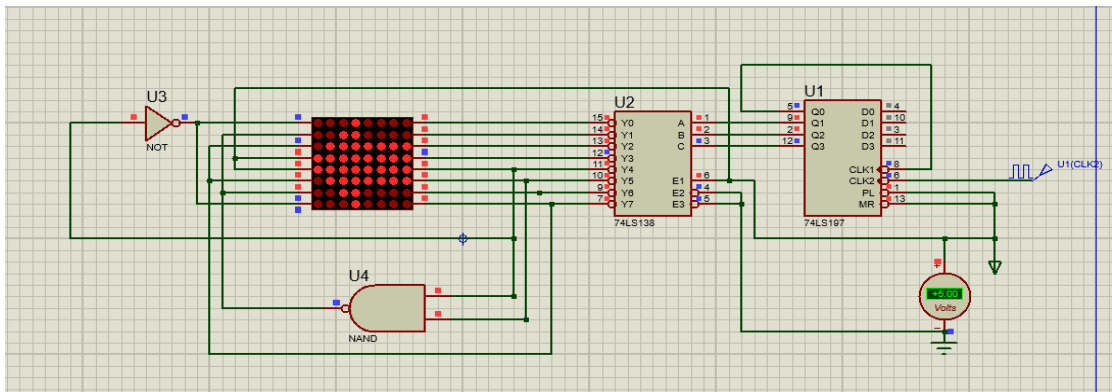 U3
NOT
U4
NAND
U2
15 Y0 A 1
14 Y1 B 2
13 Y2 C 3
12 Y3
11 Y4
10 Y5 E1 6
9 Y6 E2 4
7 Y7 E3 5
74LS138
U1
5 Q0 D0 4
9 Q1 D1 10
2 Q2 D2 3
12 Q3 D3 11
CLK1 8
CLK2 6
PL 1
MR 13
74LS197
U1(CLK2)
+
+5.00
Volts
−